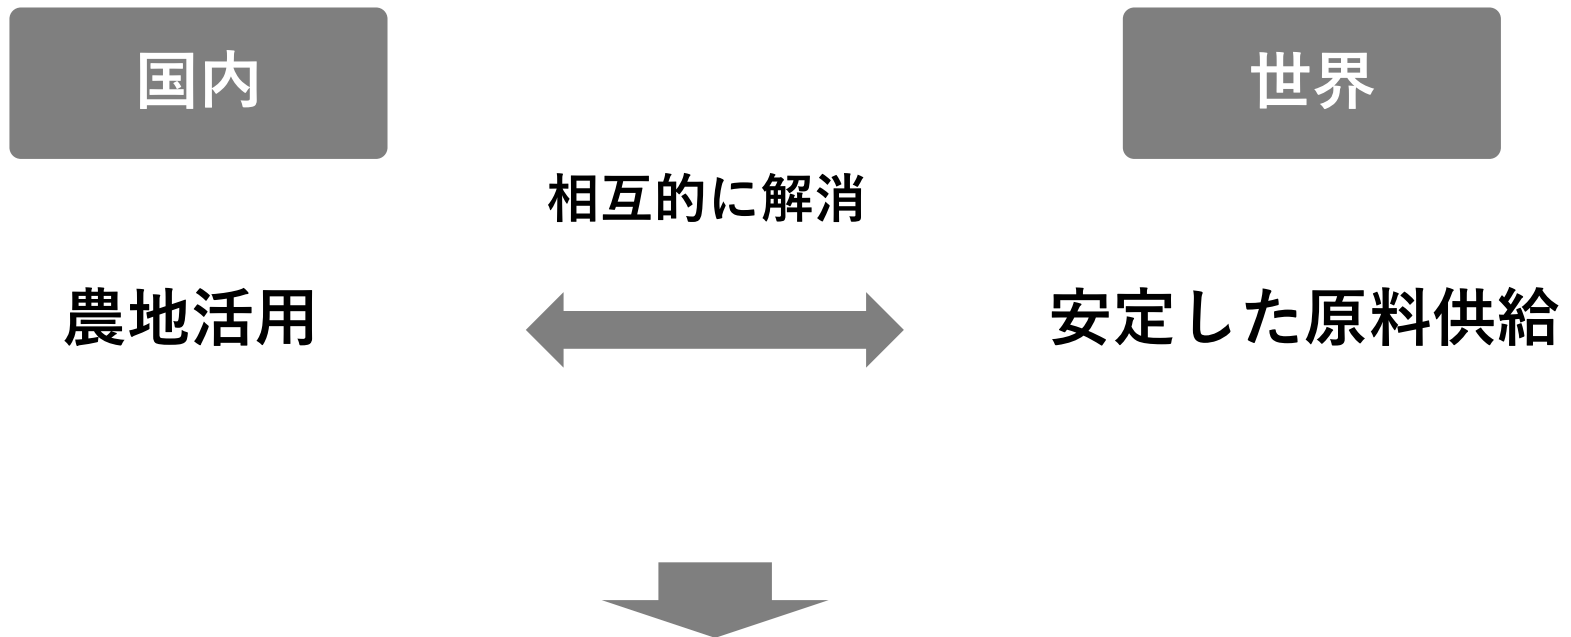 国内
世界
相互的に解消
農地活用
安定した原料供給